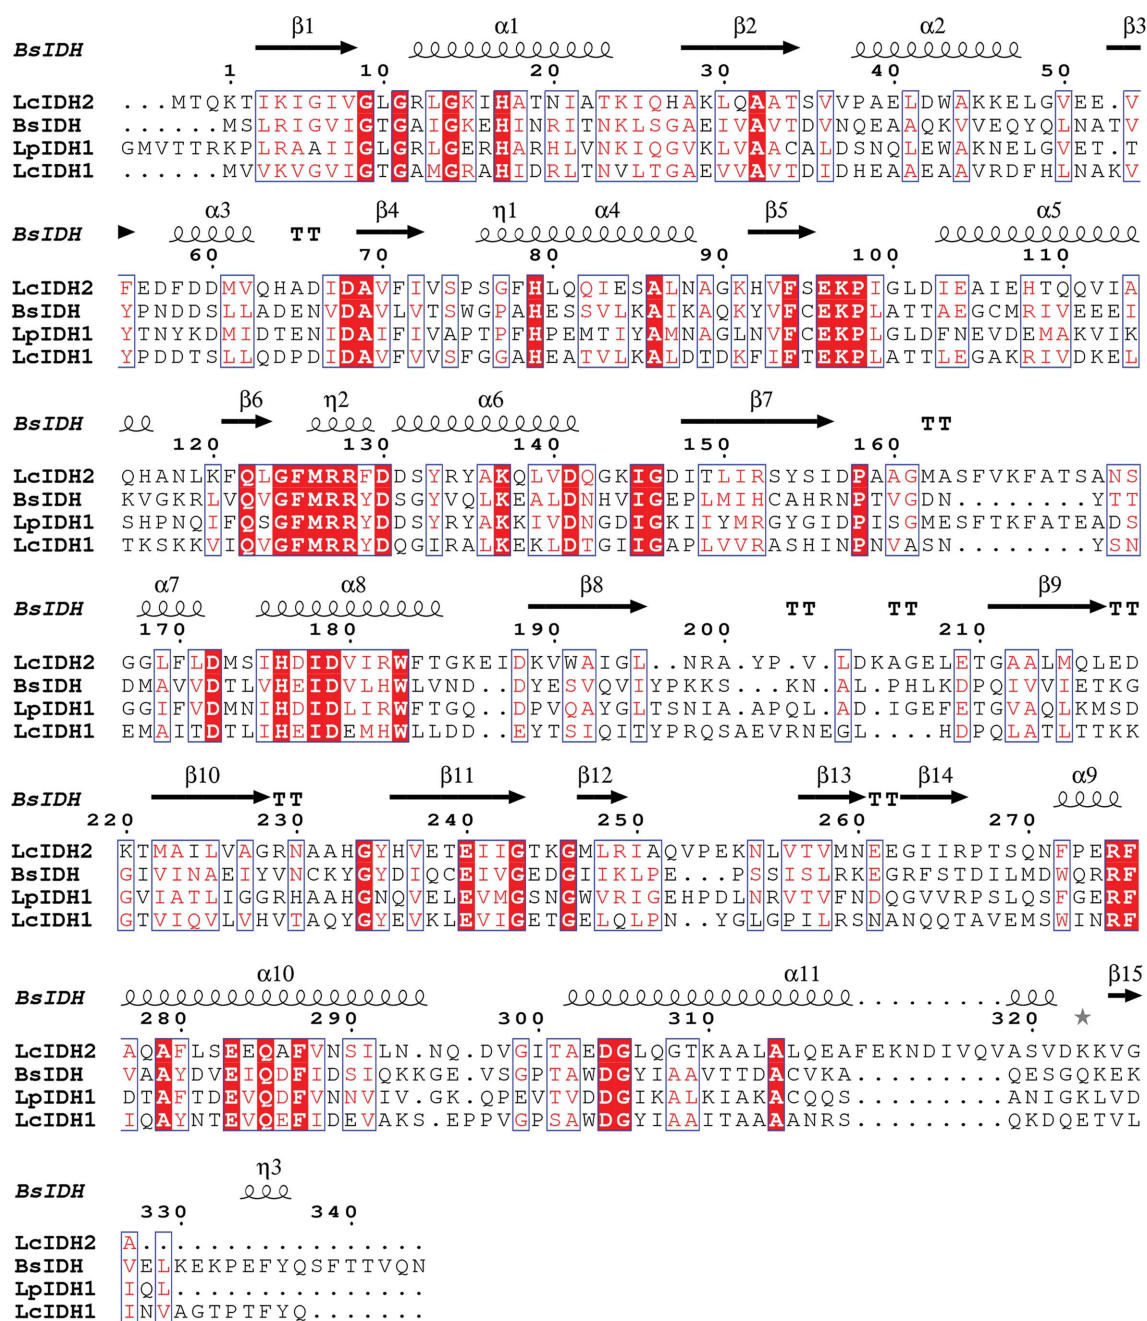 β1 α1 β2 α2 β3
BsIDH
1 10 20 30 40 50
LcIDH2 ...MTQKTIKIGIVGLGRLGKIHATNIATKIQHAKLQAATSVVPAELDWAKKELGVEE.V
BsIDH ......MSLRIGVIGTGAIGKEHINRITNKLSGAEIVAVTDVNQEAAQKVVEQYQLNATV
LpIDH1 GMVTTRKPLRAAIIGLGRLGERHARHLVNKIQGVKLVAACALDSNQLEWAKNELGVET.T
LcIDH1 ......MVVKVGVIGTGAMGRAHIDRLTNVLTGAEVVAVTDIDHEAAEAAVRDFHLNAKV
α3 β4 η1 α4 β5 α5
BsIDH TT
60 70 80 90 100 110
LcIDH2 FEDFDDMVQHADIDAVFIVSPSGFHLQQIESALNAGKHVFSEKPIGLDIEAIEHTQQVIA
BsIDH YPNDDSLLADENVDAVLVTSWGPAHESSVLKAIKAQKYVFCEKPLATTAEGCMRIVEEEI
LpIDH1 YTNYKDMIDTENIDAIFIVAPTPFHPEMTIYAMNAGLNVFCEKPLGLDFNEVDEMAKVIK
LcIDH1 YPDDTSLLQDPDIDAVFVVSFGGAHEATVLKALDTDKFIFTEKPLATTLEGAKRIVDKEL
β6 η2 α6 β7
BsIDH TT
120 130 140 150 160
LcIDH2 QHANLKFQLGFMRRFDDSYRYAKQLVDQGKIGDITLIRSYSIDPAAGMASFVKFATSANS
BsIDH KVGKRLVQVGFMRRYDSGYVQLKEALDNHVIGEPLMIHCAHRNPTVGDN........YTT
LpIDH1 SHPNQIFQSGFMRRYDDSYRYAKKIVDNGDIGKIIYMRGYGIDPISGMESFTKFATEADS
LcIDH1 TKSKKVIQVGFMRRYDQGIRALKEKLDTGIIGAPLVVRASHINPNVASN........YSN
α7 α8 β8 β9
BsIDH TT TT TT
170 180 190 200 210
LcIDH2 GGLFLDMSIHDIDVIRWFTGKEIDKVWAIGL..NRA.YP.V.LDKAGELETGAALMQLED
BsIDH DMAVVDTLVHEIDVLHWLVND..DYESVQVIYPKKS...KN.AL.PHLKDPQIVVIETKG
LpIDH1 GGIFVDMNIHDIDLIRWFTGQ..DPVQAYGLTSNIA.APQL.AD.IGEFETGVAQLKMSD
LcIDH1 EMAITDTLIHEIDEMHWLLDD..EYTSIQITYPRQSAEVRNEGL....HDPQLATLTTKK
β10 β11 β12 β13 β14 α9
BsIDH TT TT
220 230 240 250 260 270
LcIDH2 KTMAILVAGRNAAHGYHVETEIIGTKGMLRIAQVPEKNLVTVMNEEGIIRPTSQNFPERF
BsIDH GIVINAEIYVNCKYGYDIQCEIVGEDGIIKLPE...PSSISLRKEGRFSTDILMDWQRRF
LpIDH1 GVIATLIGGRHAAHGNQVELEVMGSNGWVRIGEHPDLNRVTVFNDQGVVRPSLQSFGERF
LcIDH1 GTVIQVLVHVTAQYGYEVKLEVIGETGELQLPN..YGLGPILRSNANQQTAVEMSWINRF
α10 α11 β15
BsIDH .........
280 290 300 310 320 ★
LcIDH2 AQAFLSEEQAFVNSILN.NQ.DVGITAEDGLQGTKAALALQEAFEKNDIVQVASVDKKVG
BsIDH VAAYDVEIQDFIDSIQKKGE.VSGPTAWDGYIAAVTTDACVKA.........QESGQKEK
LpIDH1 DTAFTDEVQDFVNNVIV.GK.QPEVTVDDGIKALKIAKACQQS.........ANIGKLVD
LcIDH1 IQAYNTEVQEFIDEVAKS.EPPVGPSAWDGYIAAITAAAANRS.........QKDQETVL
η3
BsIDH
330 340
LcIDH2 A.................
BsIDH VELKEKPEFYQSFTTVQN
LpIDH1 IQL...............
LcIDH1 INVAGTPTFYQ.......